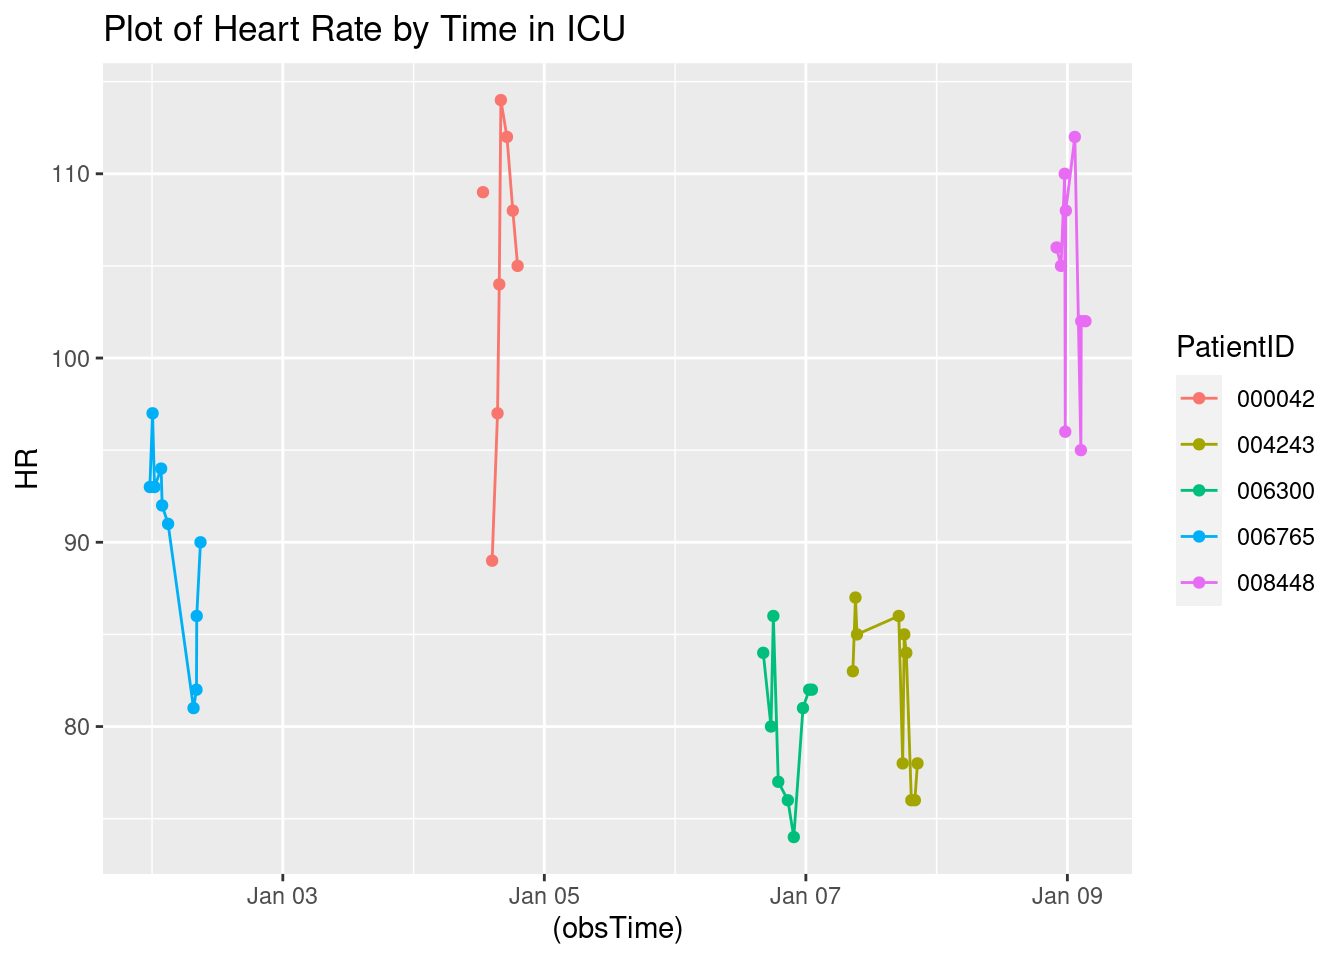 Plot of Heart Rate by Time in ICU
110
100
90
80
HR
Jan 03
Jan 05
Jan 07
Jan 09
(obsTime)
PatientID
000042
004243
006300
006765
008448